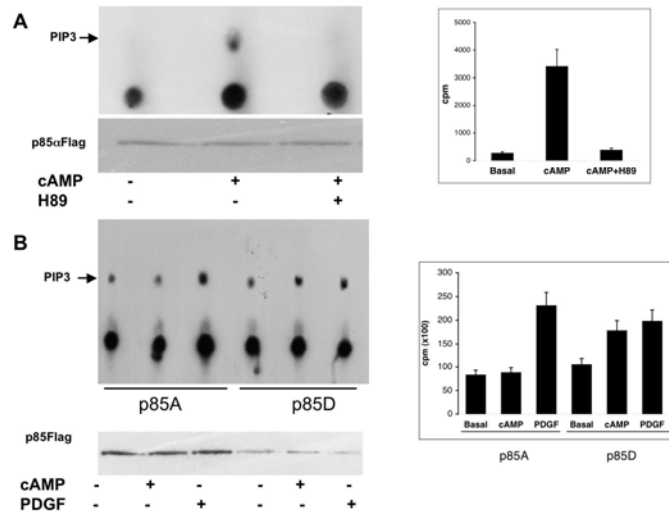 A
PIP3
p85αFlag
cAMP - + +
H89 - - +
cpm
5000
4000
3000
2000
1000
0
Basal cAMP cAMP+H89
B
PIP3
p85A p85D
p85Flag
cAMP - + - - + -
PDGF - - + - - +
cpm (x100)
300
250
200
150
100
50
0
Basal cAMP PDGF Basal cAMP PDGF
p85A p85D